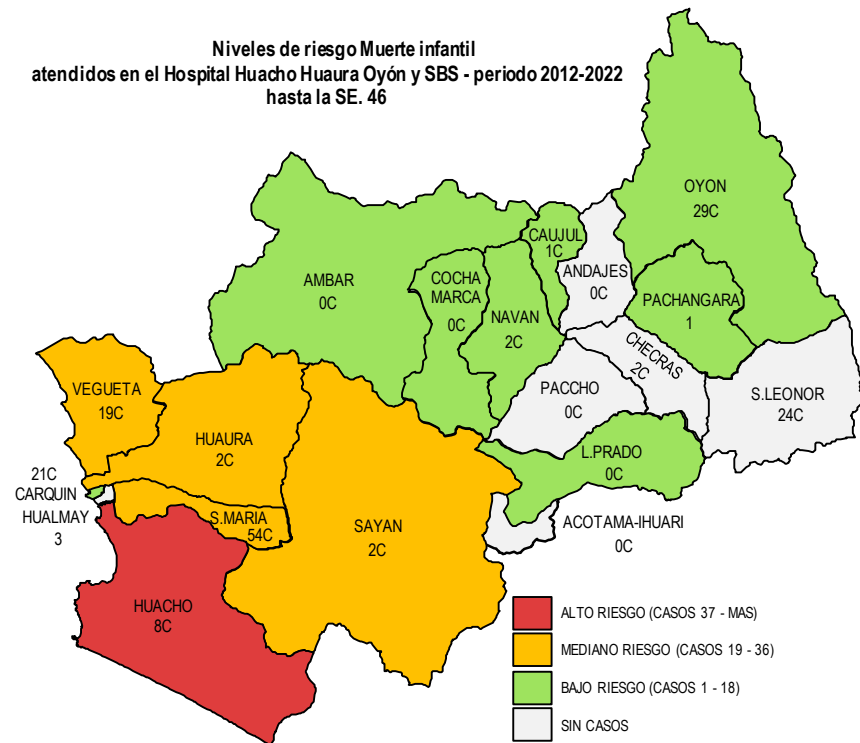 Niveles de riesgo Muerte infantil
atendidos en el Hospital Huacho Huaura Oyón y SBS - periodo 2012-2022
hasta la SE. 46
OYON
29C
CAUJUL
1C
ANDAJES
0C
AMBAR
0C
COCHA
MARCA
0C
NAVAN
2C
PACHANGARA
1
CHECRAS
2C
PACCHO
0C
S.LEONOR
24C
VEGUETA
19C
HUAURA
2C
L.PRADO
0C
21C
CARQUIN
HUALMAY
3
S.MARIA
54C
SAYAN
2C
ACOTAMA-IHUARI
0C
HUACHO
8C
ALTO RIESGO (CASOS 37 - MAS)
MEDIANO RIESGO (CASOS 19 - 36)
BAJO RIESGO (CASOS 1 - 18)
SIN CASOS